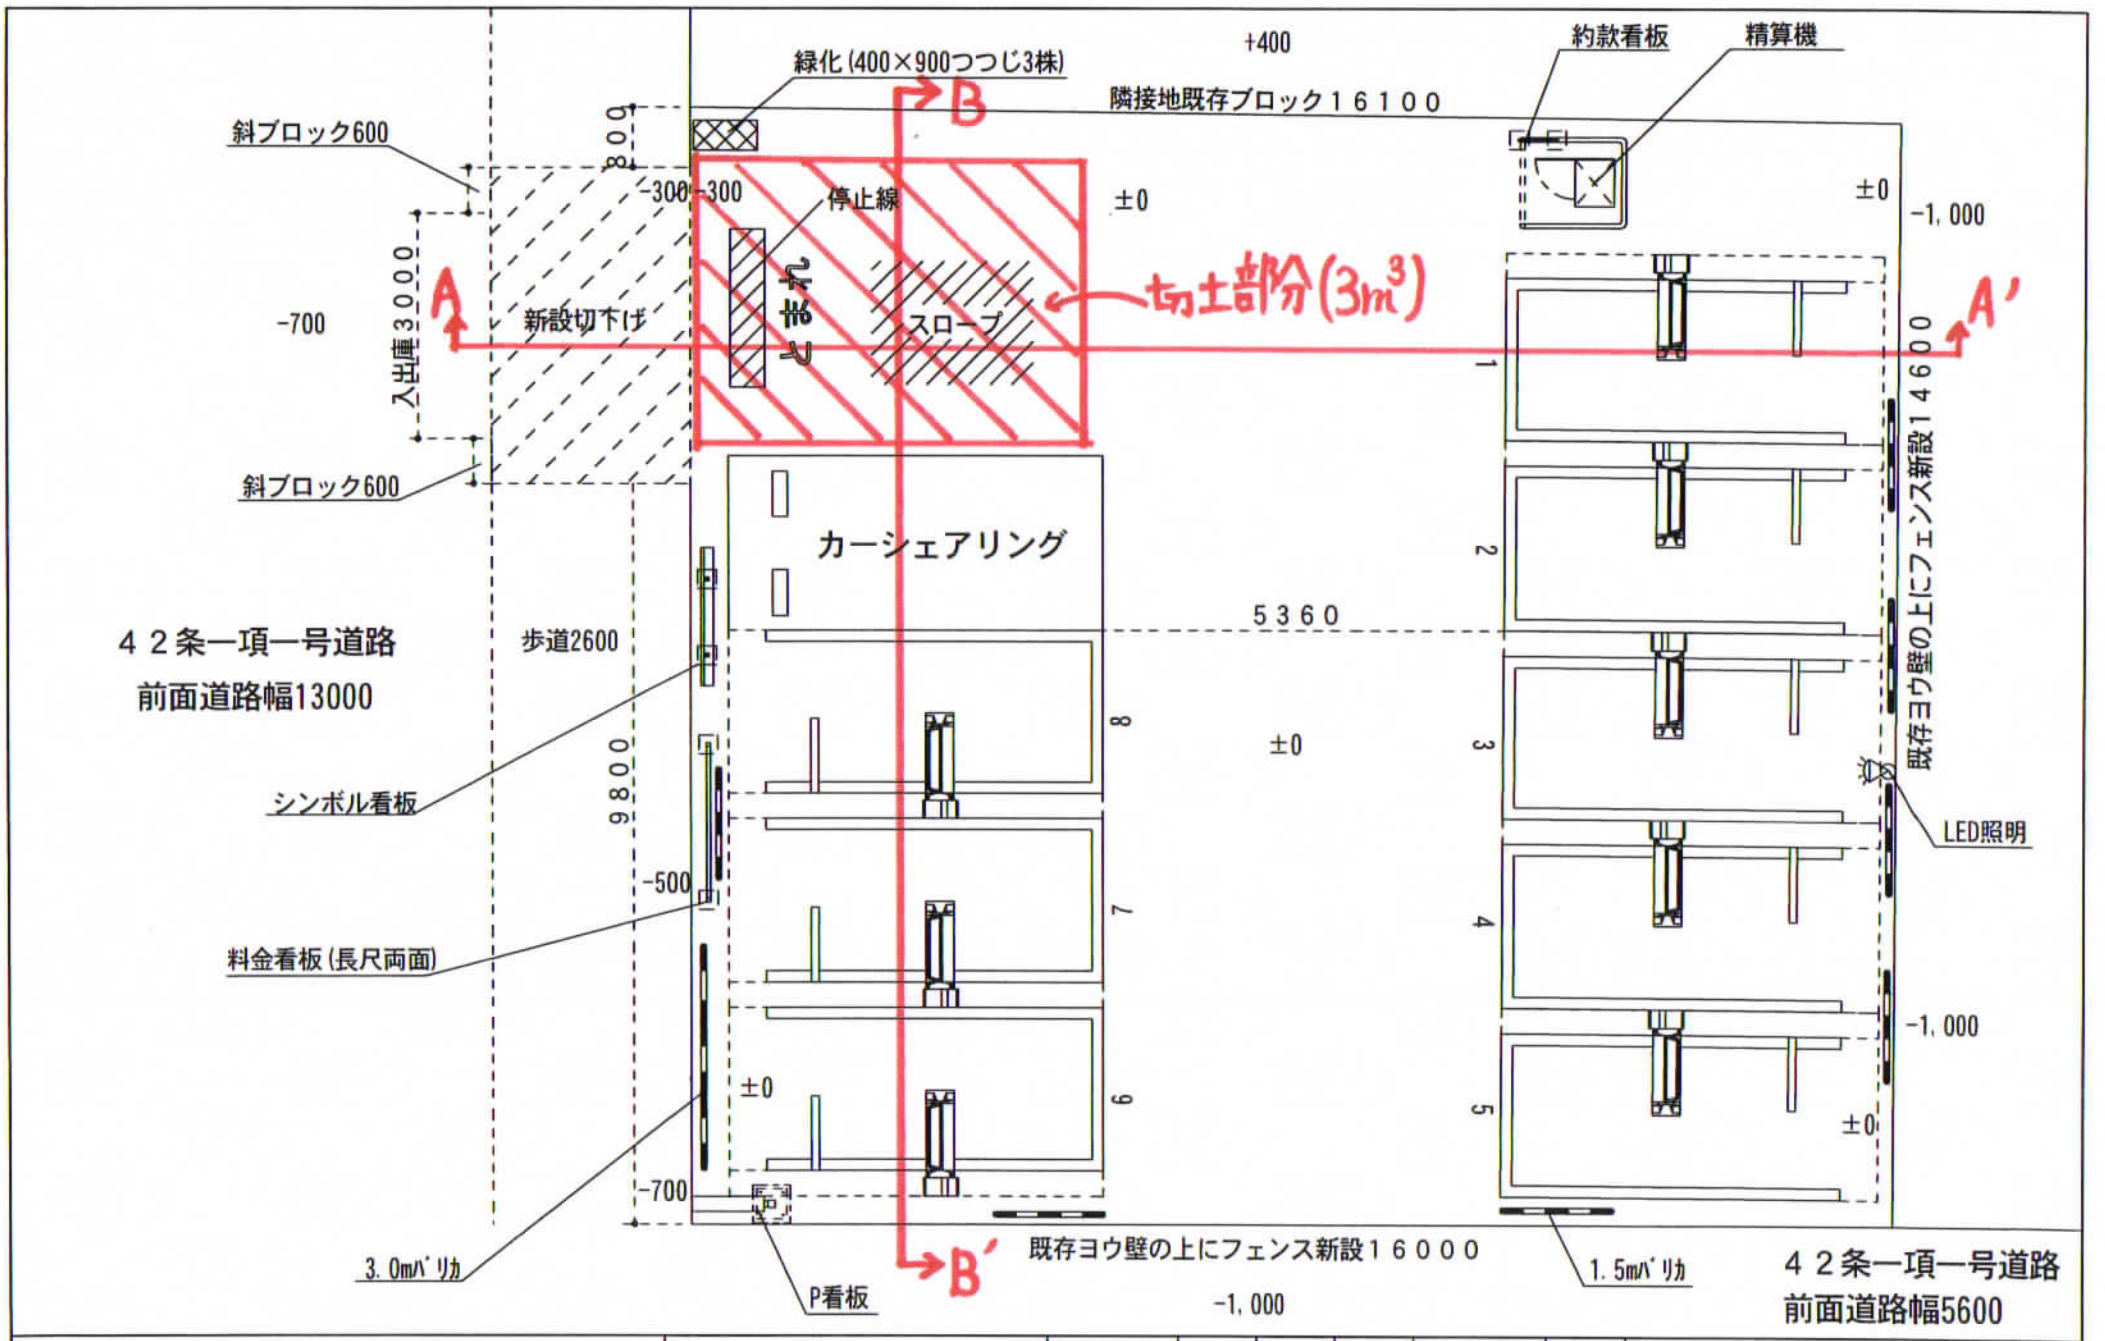 +400
約款看板
精算機
緑化(400×900つつじ3株)
B
隣接地既存ブロック16100
斜ブロック600
800
-300
-300
停止線
±0
±0
-1,000
入出庫3000
-700
A
新設切下げ
止まれ
スロープ
切土部分(3m³)
A'
1
既存ヨウ壁の上にフェンス新設14600
斜ブロック600
カーシェアリング
2
5360
42条一項一号道路
前面道路幅13000
歩道2600
8
±0
3
シンボル看板
9800
LED照明
-500
7
4
料金看板(長尺両面)
-1,000
±0
6
5
±0
-700
P
3.0mバリカ
P看板
B'
既存ヨウ壁の上にフェンス新設16000
-1,000
1.5mバリカ
42条一項一号道路
前面道路幅5600